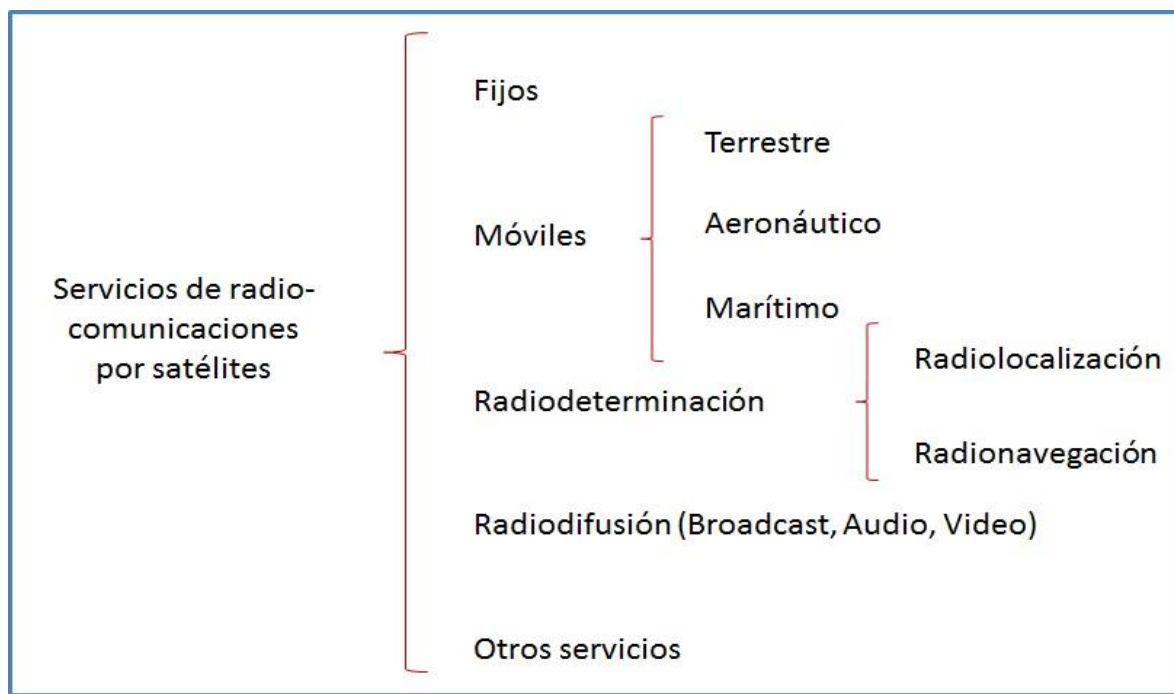 Servicios de radio-
comunicaciones
por satélites
Fijos
Móviles
Terrestre
Aeronáutico
Marítimo
Radiodeterminación
Radiolocalización
Radionavegación
Radiodifusión (Broadcast, Audio, Video)
Otros servicios